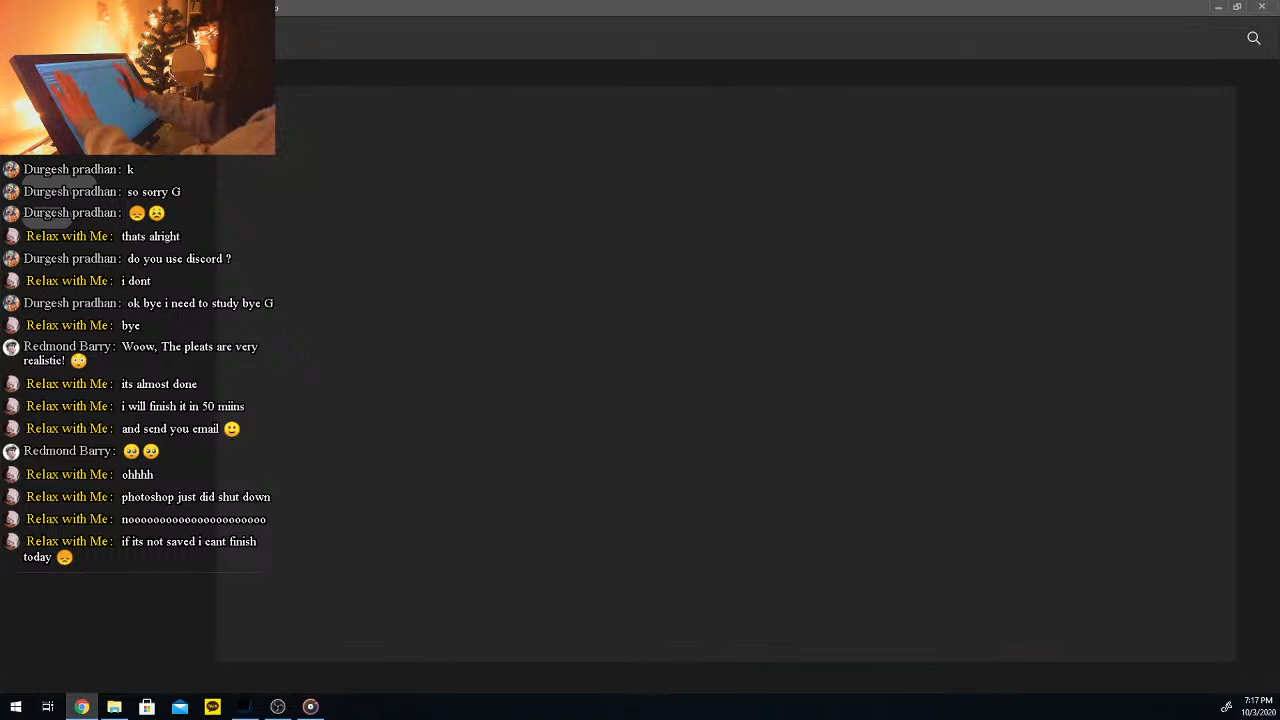 Durgesh pradhan: k
Durgesh pradhan: so sorry G
Durgesh pradhan: 😞😣
Relax with Me: thats alright
Durgesh pradhan: do you use discord ?
Relax with Me: i dont
Durgesh pradhan: ok bye i need to study bye G
Relax with Me: bye
Redmond Barry: Woow, The pleats are very
realistic! 😳
Relax with Me: its almost done
Relax with Me: i will finish it in 50 miins
Relax with Me: and send you email 🙂
Redmond Barry: 🥺🥺
Relax with Me: ohhhh
Relax with Me: photoshop just did shut down
Relax with Me: noooooooooooooooooooooo
Relax with Me: if its not saved i cant finish
today 😞
TALK
7:17 PM
10/3/2020